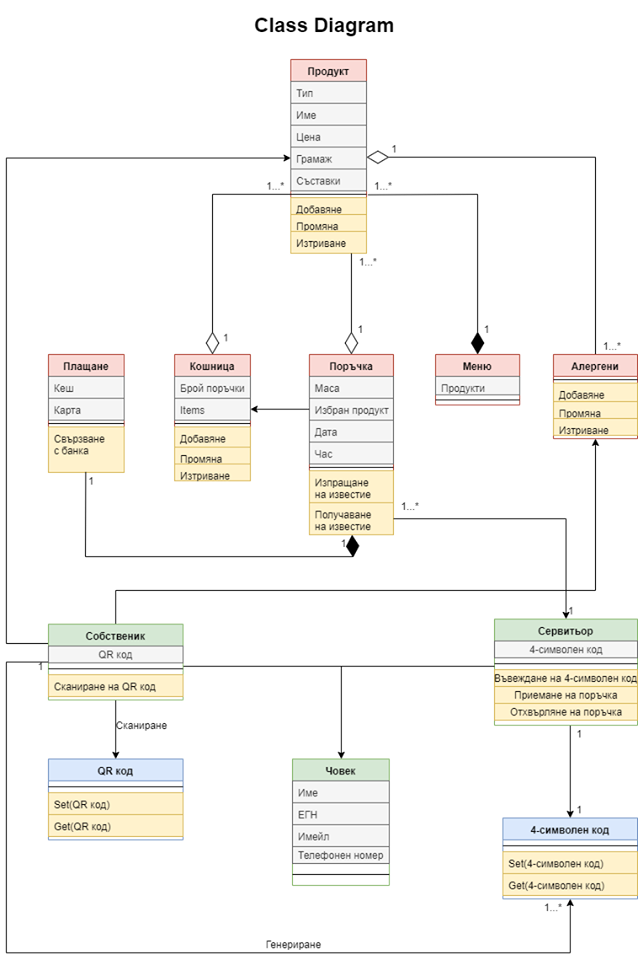 Class Diagram
Продукт
Тип
Име
Цена
Грамаж
Съставки
Добавяне
Промяна
Изтриване
1
1...*
1...*
1...*
1
1
1
1...*
Плащане
Кеш
Карта
Свързване
с банка
1
Кошница
Брой поръчки
Items
Добавяне
Промяна
Изтриване
Поръчка
Маса
Избран продукт
Дата
Час
Изпращане
на известие
Получаване
на известие
1
1...*
Меню
Продукти
Алергени
Добавяне
Промяна
Изтриване
Собственик
QR код
Сканиране на QR код
1
Сканиране
1
Сервитьор
4-символен код
Въвеждане на 4-символен код
Приемане на поръчка
Отхвърляне на поръчка
1
1
QR код
Set(QR код)
Get(QR код)
Човек
Име
ЕГН
Имейл
Телефонен номер
4-символен код
Set(4-символен код)
Get(4-символен код)
1...*
Генериране